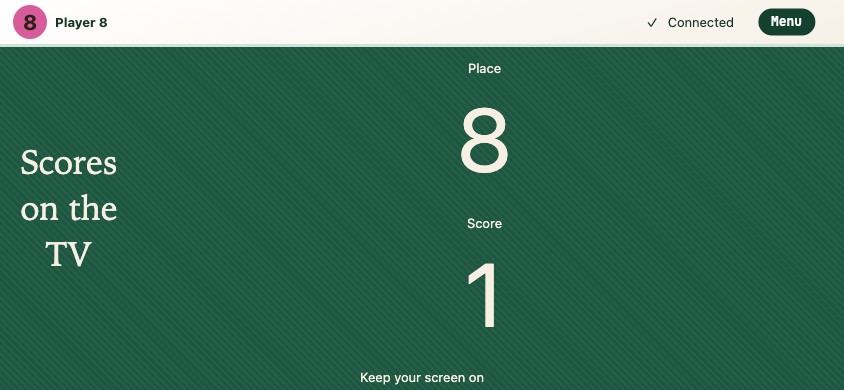 8 Player 8
✓ Connected
Menu
Scores
on the
TV
Place
8
Score
1
Keep your screen on